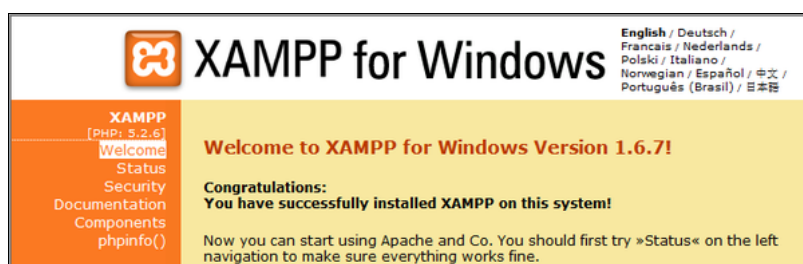 XAMPP for Windows
English / Deutsch /
Francais / Nederlands /
Polski / Italiano /
Norwegian / Español / 中文 /
Português (Brasil) / 日本語
XAMPP
[PHP: 5.2.6]
Welcome
Status
Security
Documentation
Components
phpinfo()
Welcome to XAMPP for Windows Version 1.6.7!
Congratulations:
You have successfully installed XAMPP on this system!
Now you can start using Apache and Co. You should first try »Status« on the left
navigation to make sure everything works fine.